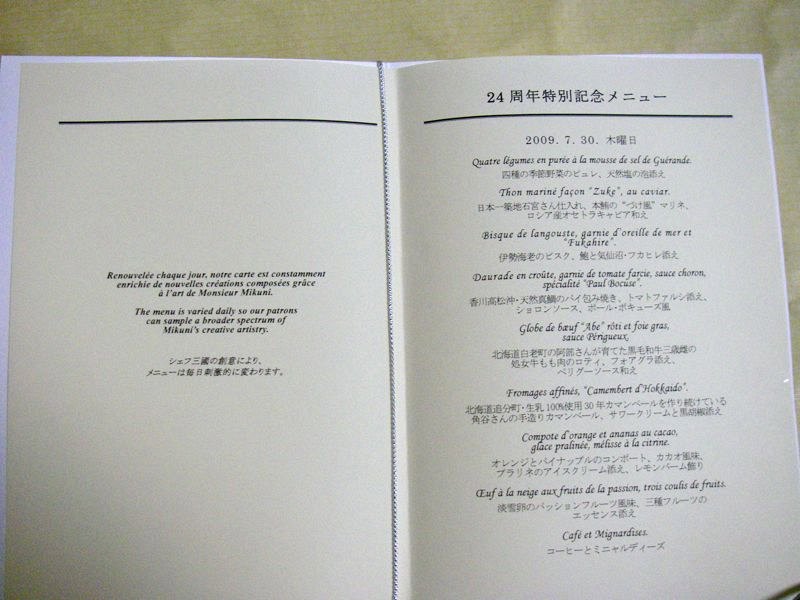 Renouvelée chaque jour, notre carte est constamment
enrichie de nouvelles créations composées grâce
à l'art de Monsieur Mikuni.
The menu is varied daily so our patrons
can sample a broader spectrum of
Mikuni's creative artistry.
シェフ三國の創意により、
メニューは毎日刺激的に変わります。
24周年特別記念メニュー
2009. 7. 30. 木曜日
Quatre légumes en purée à la mousse de sel de Guérande.
四種の季節野菜のピュレ、天然塩の泡添え
Thon mariné façon "Zuke", au caviar.
日本一築地石宮さん仕入れ、本鮪の"づけ風"マリネ、
ロシア産オセトラキャビア和え
Bisque de langouste, garnie d'oreille de mer et
"Fukahire".
伊勢海老のビスク、鮑と気仙沼・フカヒレ添え
Daurade en croûte, garnie de tomate farcie, sauce choron,
spécialité "Paul Bocuse".
香川高松沖・天然真鯛のパイ包み焼き、トマトファルシ添え、
ショロンソース、ポール・ボキューズ風
Globe de bœuf "Abe" rôti et foie gras,
sauce Périgueux.
北海道白老町の阿部さんが育てた黒毛和牛三歳雌の
処女牛もも肉のロティ、フォアグラ添え、
ペリグーソース和え
Fromages affinés, "Camembert d'Hokkaido".
北海道追分町・生乳100%使用30年カマンベールを作り続けている
角谷さんの手造りカマンベール、サワークリームと黒胡椒添え
Compote d'orange et ananas au cacao,
glace pralinée, mélisse à la citrine.
オレンジとパイナップルのコンポート、カカオ風味、
プラリネのアイスクリーム添え、レモンバーム飾り
Œuf à la neige aux fruits de la passion, trois coulis de fruits.
淡雪卵のパッションフルーツ風味、三種フルーツの
エッセンス添え
Café et Mignardises.
コーヒーとミニャルディーズ